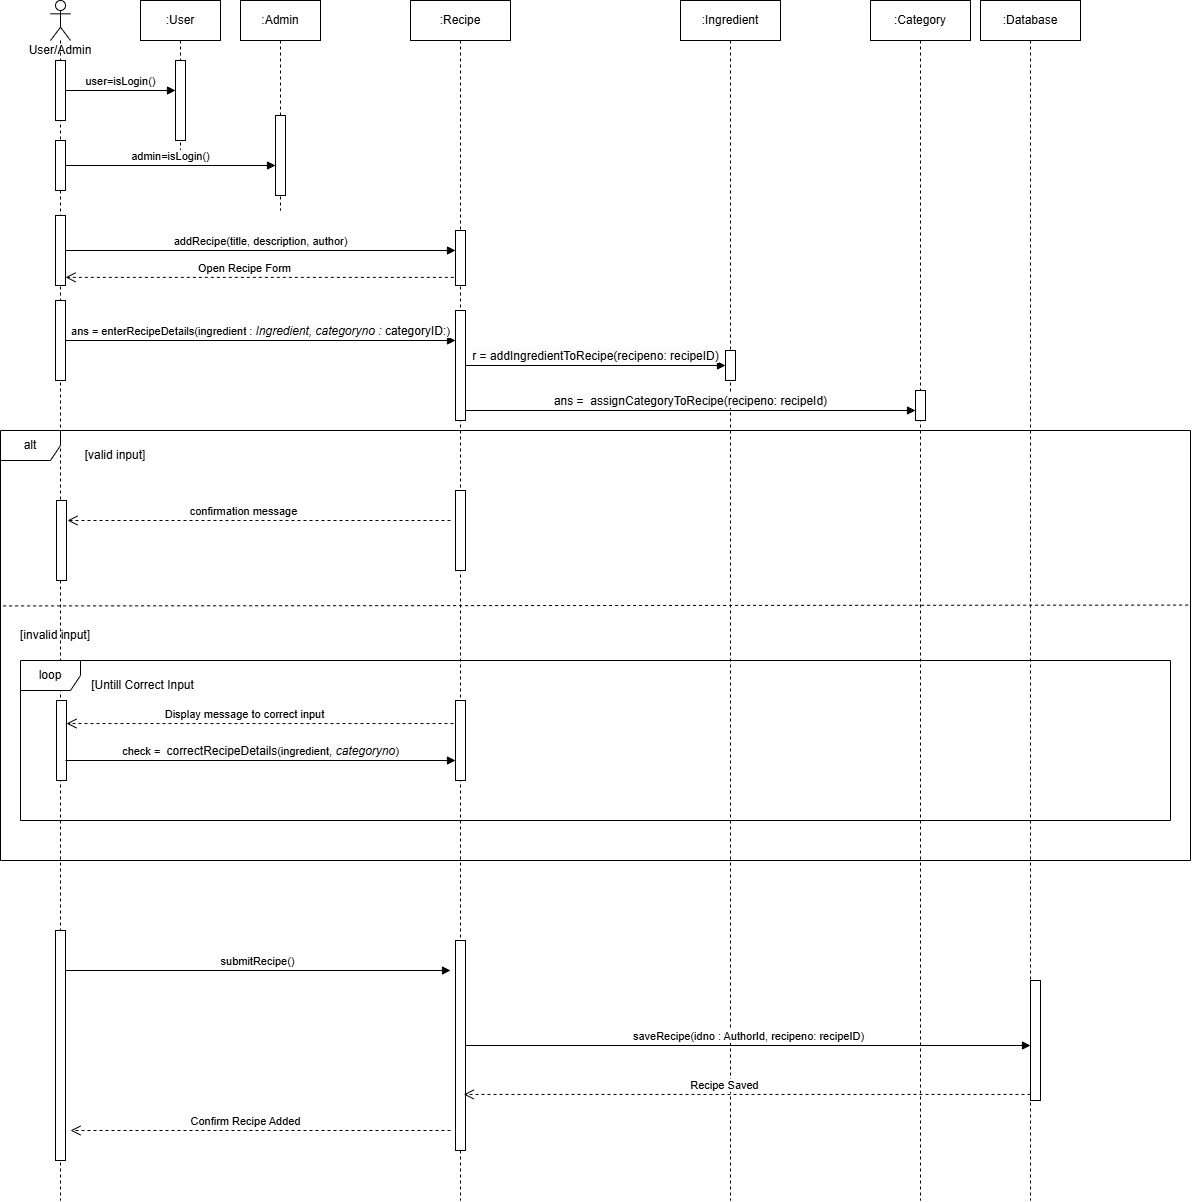 :User
:Admin
:Recipe
:Ingredient
:Category
:Database
User/Admin
user=isLogin()
admin=isLogin()
addRecipe(title, description, author)
Open Recipe Form
ans = enterRecipeDetails(ingredient : Ingredient, categoryno : categoryID:)
r = addIngredientToRecipe(recipeno: recipeID)
ans =  assignCategoryToRecipe(recipeno: recipeId)
alt
[valid input]
confirmation message
[invalid input]
loop
[Untill Correct Input
Display message to correct input
check =  correctRecipeDetails(ingredient, categoryno)
submitRecipe()
saveRecipe(idno : AuthorId, recipeno: recipeID)
Recipe Saved
Confirm Recipe Added